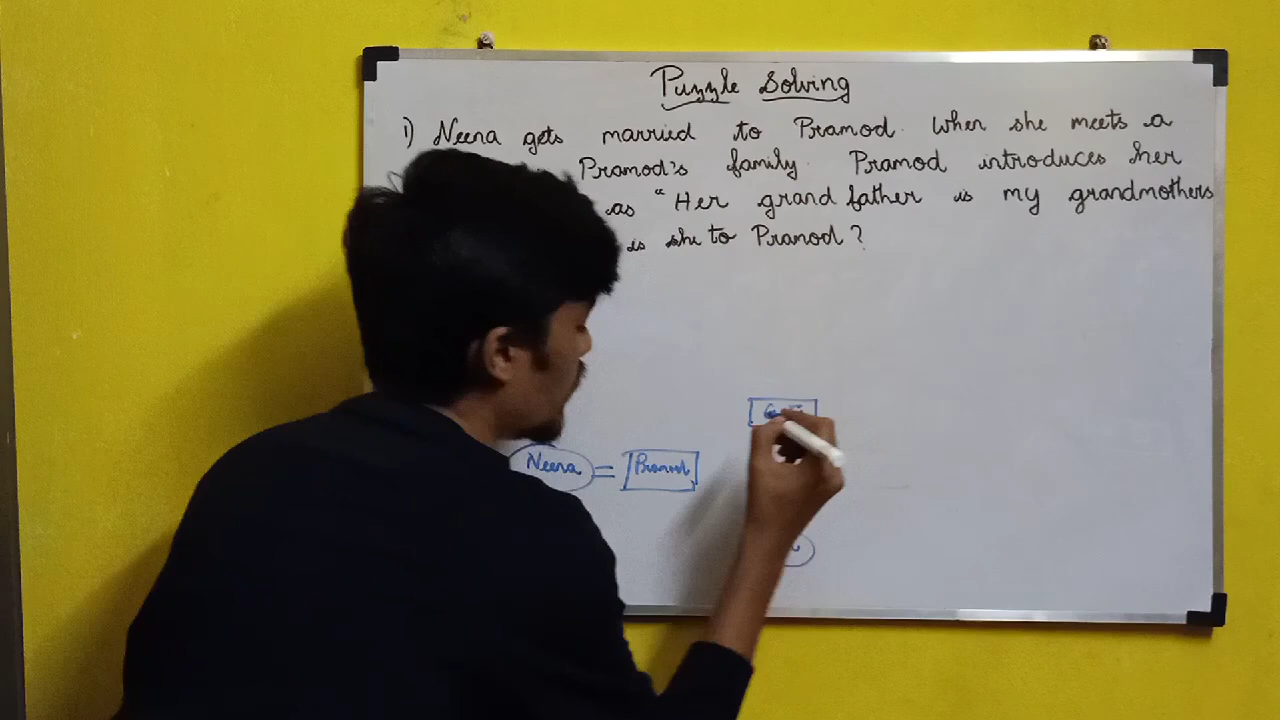 Puzzle Solving
1) Neena gets married to Pramod. When she meets a
Pramod's family. Pramod introduces her
as "Her grand father is my grandmothers
is she to Pramod?
Neena = Pramod